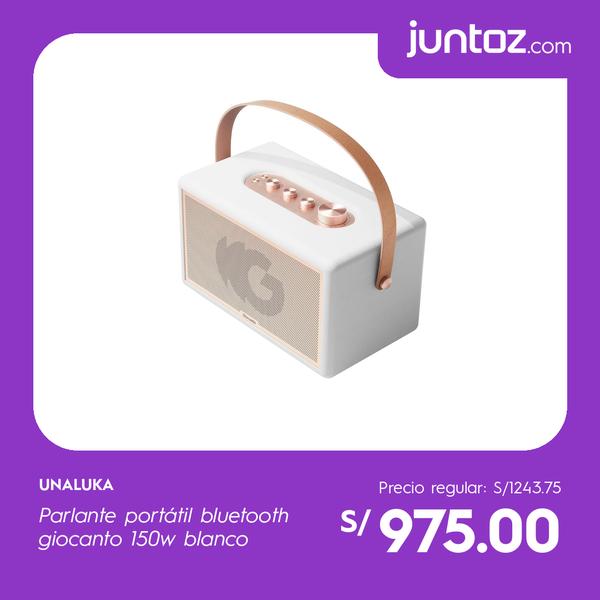 juntoz.com
G
UNALUKA
Precio regular: S/1243.75
Parlante portátil bluetooth
giocanto 150w blanco
S/ 975.00